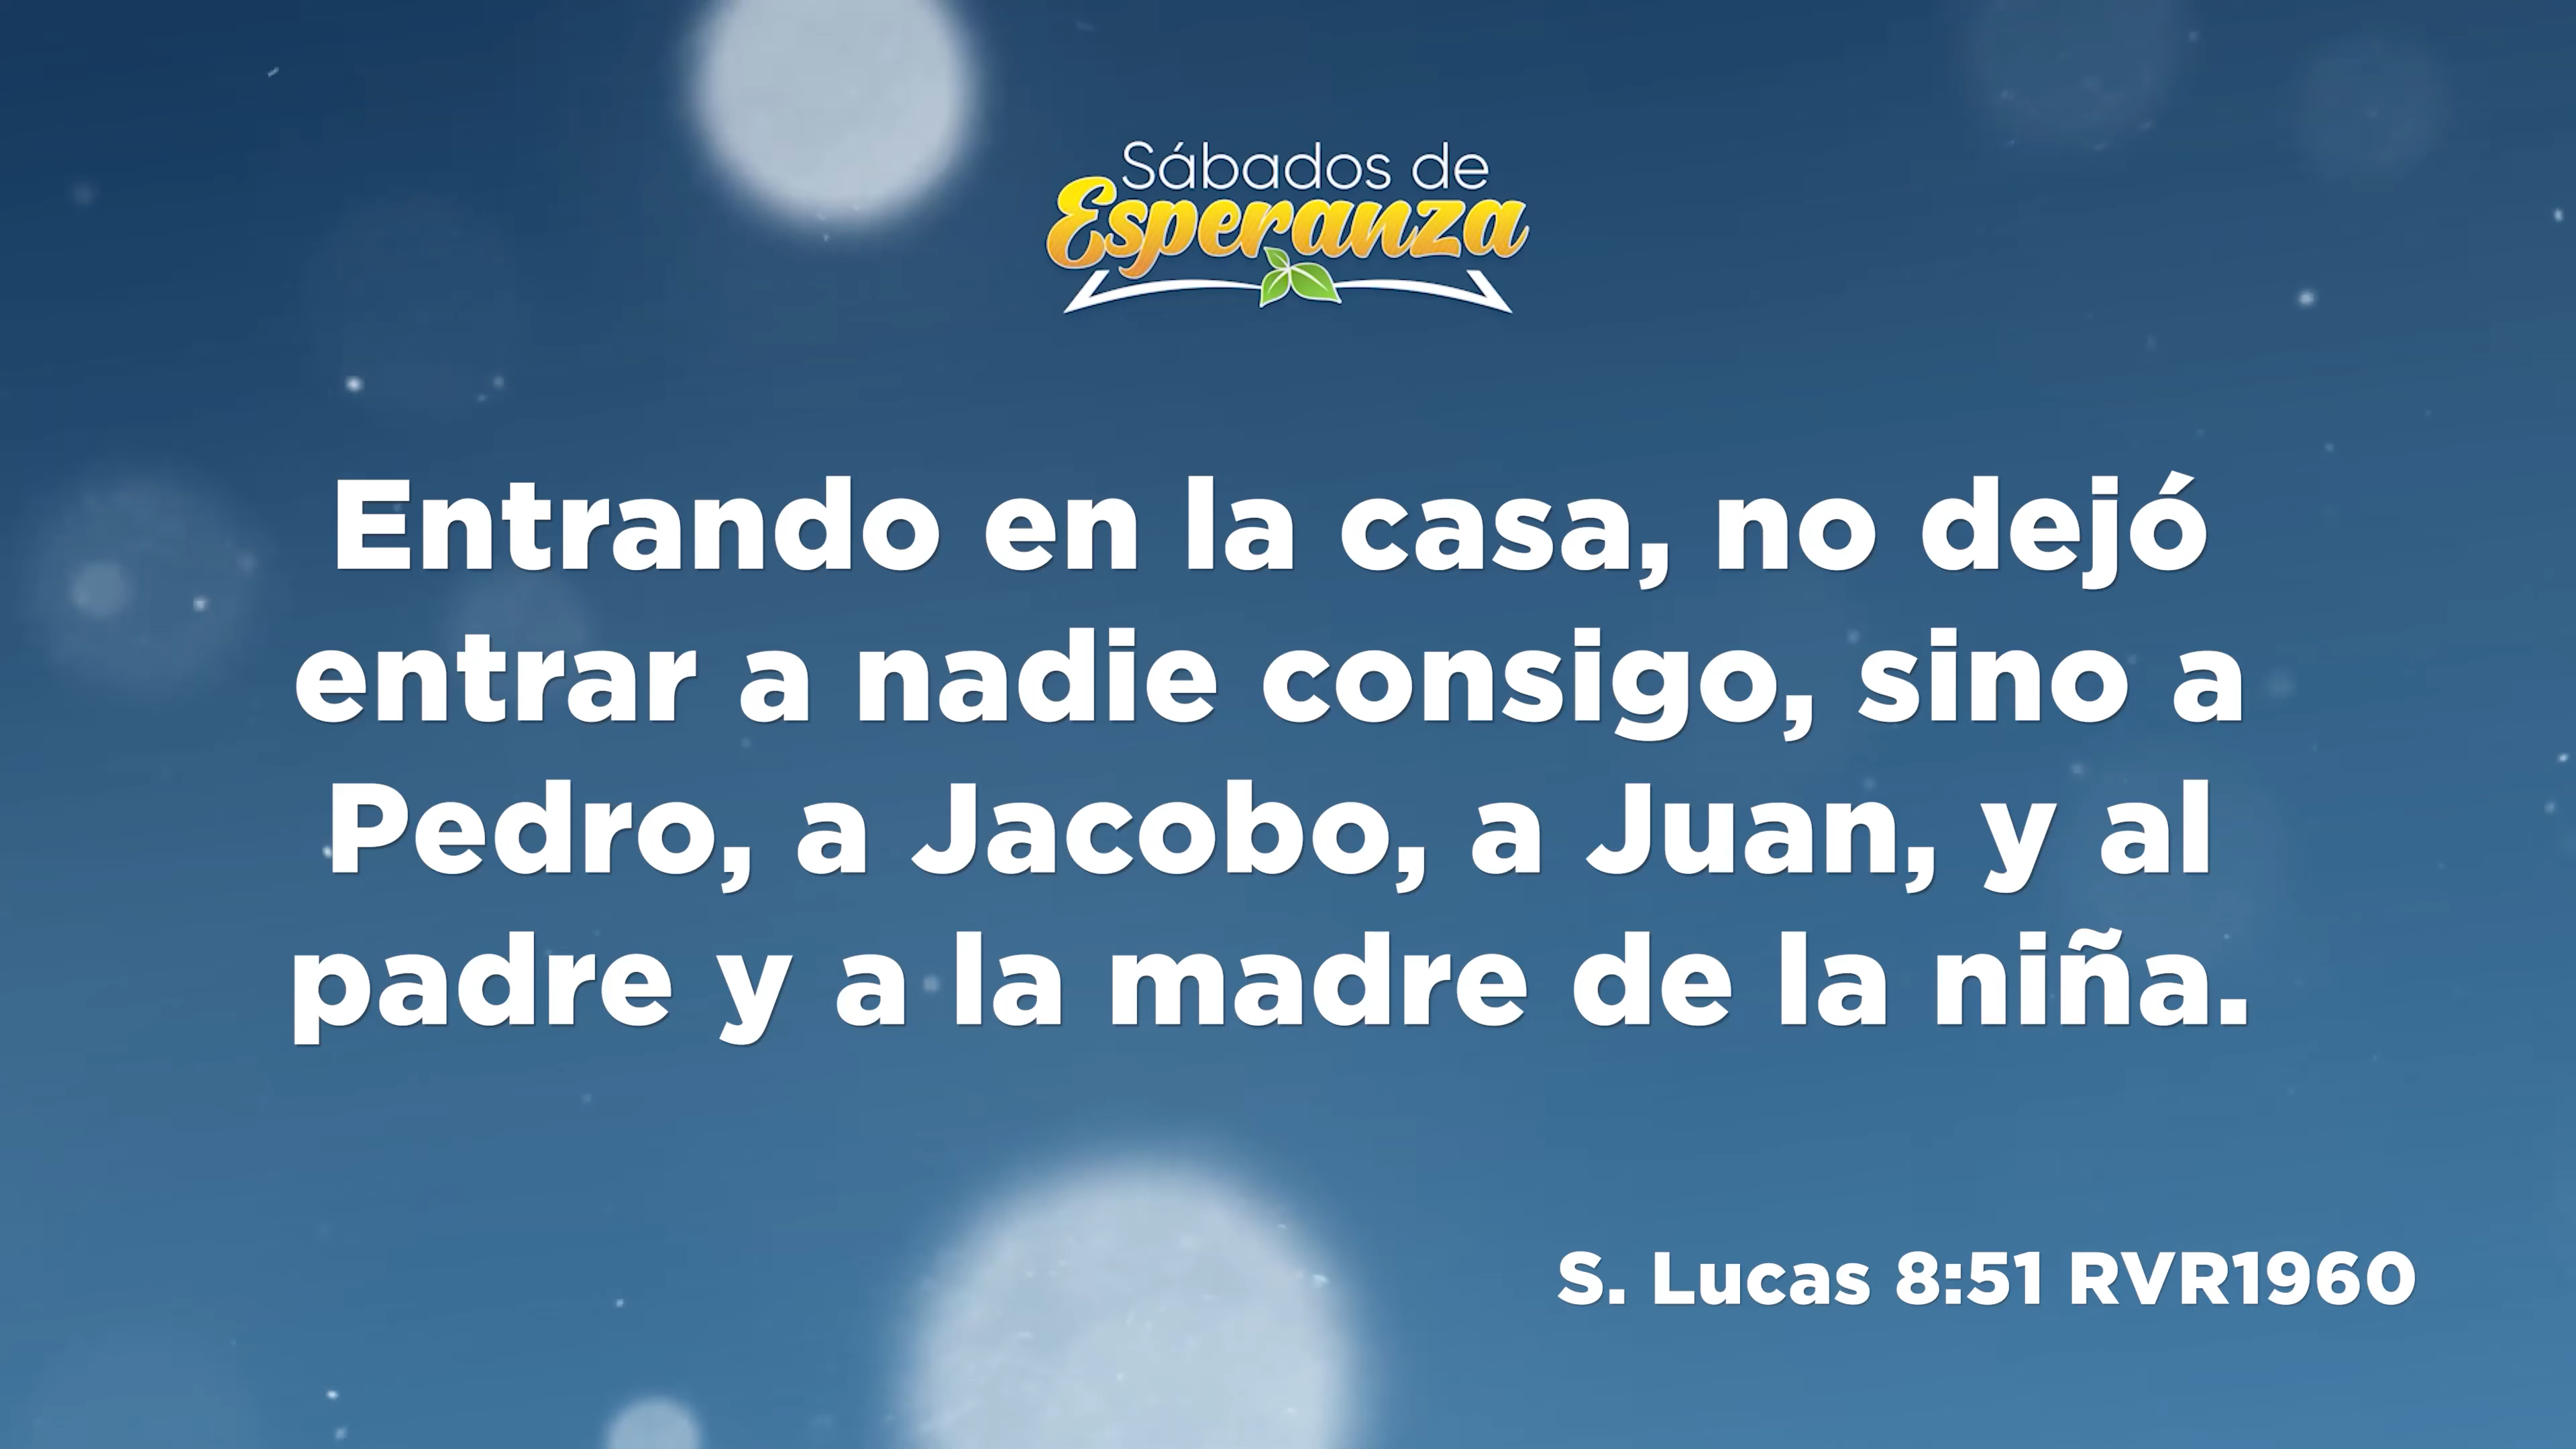 Sábados de
Esperanza
Entrando en la casa, no dejó
entrar a nadie consigo, sino a
Pedro, a Jacobo, a Juan, y al
padre y a la madre de la niña.
S. Lucas 8:51 RVR1960